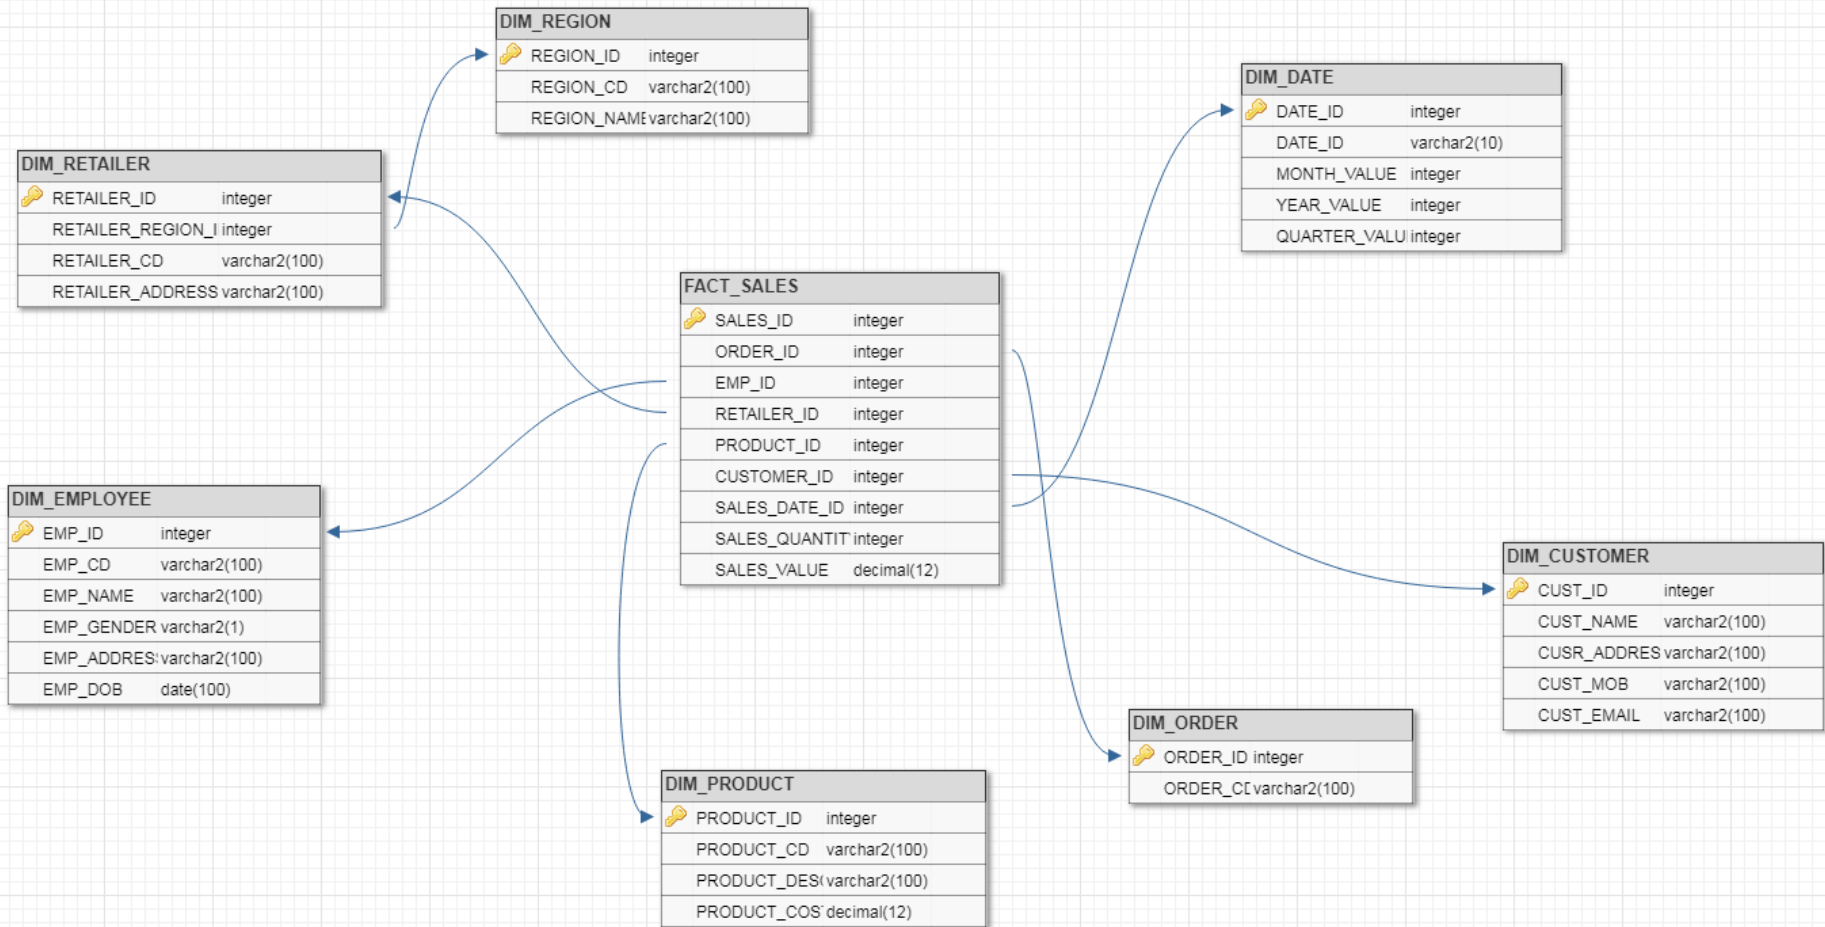 DIM_REGION
REGION_ID integer
REGION_CD varchar2(100)
REGION_NAME varchar2(100)
DIM_DATE
DATE_ID integer
DATE_ID varchar2(10)
MONTH_VALUE integer
YEAR_VALUE integer
QUARTER_VALU integer
DIM_RETAILER
RETAILER_ID integer
RETAILER_REGION_I integer
RETAILER_CD varchar2(100)
RETAILER_ADDRESS varchar2(100)
FACT_SALES
SALES_ID integer
ORDER_ID integer
EMP_ID integer
RETAILER_ID integer
PRODUCT_ID integer
CUSTOMER_ID integer
SALES_DATE_ID integer
SALES_QUANTIT integer
SALES_VALUE decimal(12)
DIM_EMPLOYEE
EMP_ID integer
EMP_CD varchar2(100)
EMP_NAME varchar2(100)
EMP_GENDER varchar2(1)
EMP_ADDRES varchar2(100)
EMP_DOB date(100)
DIM_CUSTOMER
CUST_ID integer
CUST_NAME varchar2(100)
CUSR_ADDRES varchar2(100)
CUST_MOB varchar2(100)
CUST_EMAIL varchar2(100)
DIM_ORDER
ORDER_ID integer
ORDER_CD varchar2(100)
DIM_PRODUCT
PRODUCT_ID integer
PRODUCT_CD varchar2(100)
PRODUCT_DES varchar2(100)
PRODUCT_COS decimal(12)